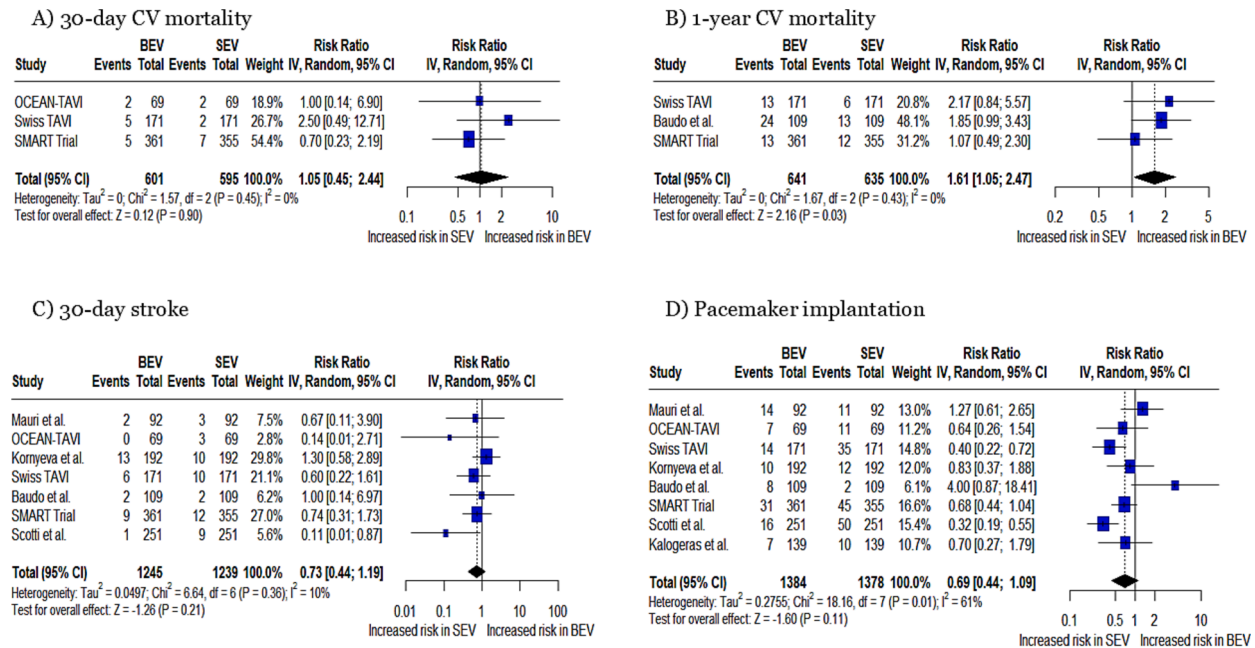 A) 30-day CV mortality
BEV SEV Risk Ratio Risk Ratio
Study Events Total Events Total Weight IV, Random, 95% CI IV, Random, 95% CI
OCEAN-TAVI 2 69 2 69 18.9% 1.00 [0.14; 6.90]
Swiss TAVI 5 171 2 171 26.7% 2.50 [0.49; 12.71]
SMART Trial 5 361 7 355 54.4% 0.70 [0.23; 2.19]
Total (95% CI) 601 595 100.0% 1.05 [0.45; 2.44]
Heterogeneity: Tau² = 0; Chi² = 1.57, df = 2 (P = 0.45); I² = 0%
Test for overall effect: Z = 0.12 (P = 0.90)
0.1 0.5 1 2 10
Increased risk in SEV Increased risk in BEV
B) 1-year CV mortality
BEV SEV Risk Ratio Risk Ratio
Study Events Total Events Total Weight IV, Random, 95% CI IV, Random, 95% CI
Swiss TAVI 13 171 6 171 20.8% 2.17 [0.84; 5.57]
Baudo et al. 24 109 13 109 48.1% 1.85 [0.99; 3.43]
SMART Trial 13 361 12 355 31.2% 1.07 [0.49; 2.30]
Total (95% CI) 641 635 100.0% 1.61 [1.05; 2.47]
Heterogeneity: Tau² = 0; Chi² = 1.67, df = 2 (P = 0.43); I² = 0%
Test for overall effect: Z = 2.16 (P = 0.03)
0.2 0.5 1 2 5
Increased risk in SEV Increased risk in BEV
C) 30-day stroke
BEV SEV Risk Ratio Risk Ratio
Study Events Total Events Total Weight IV, Random, 95% CI IV, Random, 95% CI
Mauri et al. 2 92 3 92 7.5% 0.67 [0.11; 3.90]
OCEAN-TAVI 0 69 3 69 2.8% 0.14 [0.01; 2.71]
Kornyeva et al. 13 192 10 192 29.8% 1.30 [0.58; 2.89]
Swiss TAVI 6 171 10 171 21.1% 0.60 [0.22; 1.61]
Baudo et al. 2 109 2 109 6.2% 1.00 [0.14; 6.97]
SMART Trial 9 361 12 355 27.0% 0.74 [0.31; 1.73]
Scotti et al. 1 251 9 251 5.6% 0.11 [0.01; 0.87]
Total (95% CI) 1245 1239 100.0% 0.73 [0.44; 1.19]
Heterogeneity: Tau² = 0.0497; Chi² = 6.64, df = 6 (P = 0.36); I² = 10%
Test for overall effect: Z = -1.26 (P = 0.21)
0.01 0.1 1 10 100
Increased risk in SEV Increased risk in BEV
D) Pacemaker implantation
BEV SEV Risk Ratio Risk Ratio
Study Events Total Events Total Weight IV, Random, 95% CI IV, Random, 95% CI
Mauri et al. 14 92 11 92 13.0% 1.27 [0.61; 2.65]
OCEAN-TAVI 7 69 11 69 11.2% 0.64 [0.26; 1.54]
Swiss TAVI 14 171 35 171 14.8% 0.40 [0.22; 0.72]
Kornyeva et al. 10 192 12 192 12.0% 0.83 [0.37; 1.88]
Baudo et al. 8 109 2 109 6.1% 4.00 [0.87; 18.41]
SMART Trial 31 361 45 355 16.6% 0.68 [0.44; 1.04]
Scotti et al. 16 251 50 251 15.6% 0.32 [0.19; 0.55]
Kalogeras et al. 7 139 10 139 10.7% 0.70 [0.27; 1.79]
Total (95% CI) 1384 1378 100.0% 0.69 [0.44; 1.09]
Heterogeneity: Tau² = 0.2755; Chi² = 18.16, df = 7 (P = 0.01); I² = 61%
Test for overall effect: Z = -1.60 (P = 0.11)
0.1 0.5 1 2 10
Increased risk in SEV Increased risk in BEV